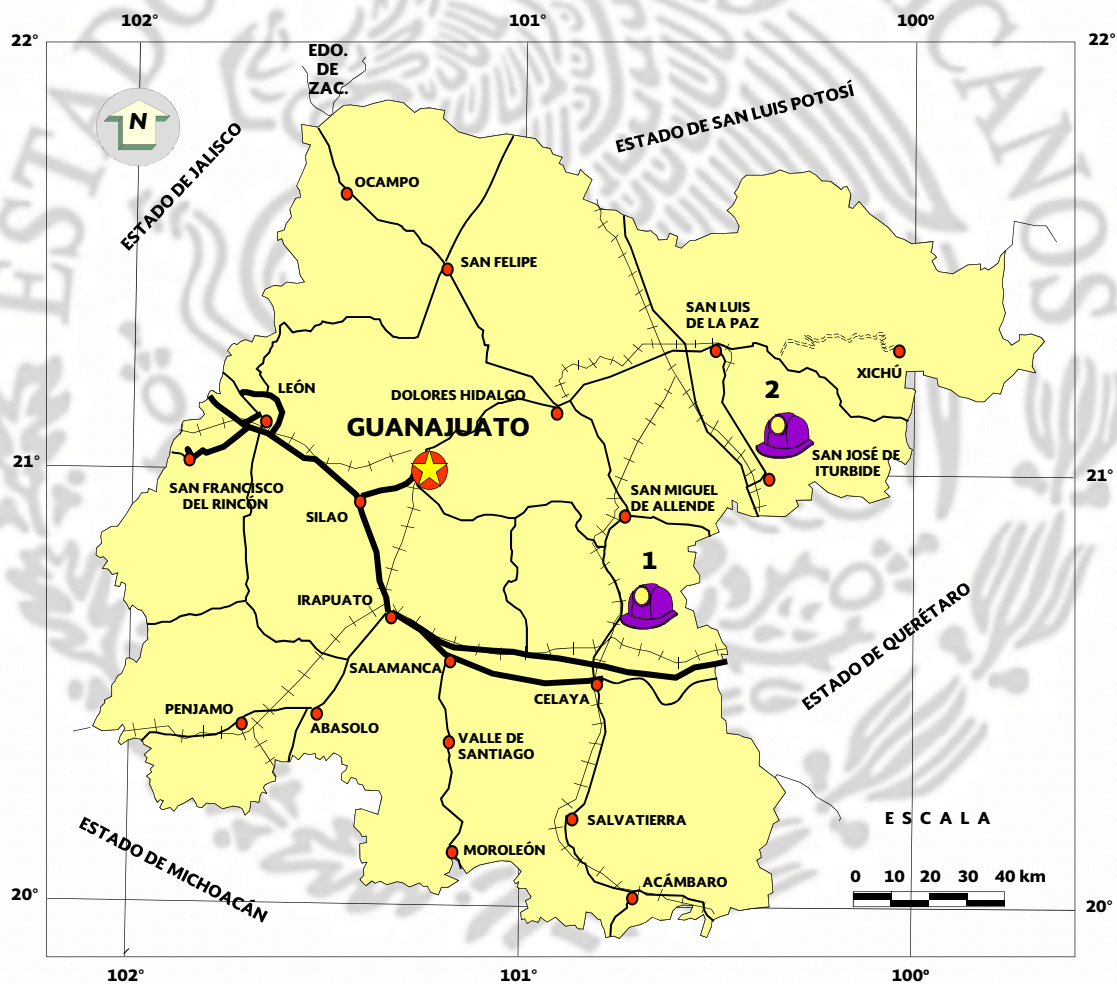 102°
101°
100°
22°
22°
EDO.
DE
ZAC.
ESTADO DE SAN LUIS POTOSÍ
N
ESTADO DE JALISCO
OCAMPO
SAN FELIPE
SAN LUIS
DE LA PAZ
XICHÚ
LEÓN
DOLORES HIDALGO
2
GUANAJUATO
21°
21°
SAN JOSÉ DE
ITURBIDE
SAN FRANCISCO
DEL RINCÓN
SILAO
SAN MIGUEL
DE ALLENDE
1
IRAPUATO
ESTADO DE QUERÉTARO
SALAMANCA
CELAYA
PENJAMO
ABASOLO
VALLE DE
SANTIAGO
SALVATIERRA
ESCALA
MOROLEÓN
ESTADO DE MICHOACÁN
ACÁMBARO
0 10 20 30 40 km
20°
20°
102°
101°
100°